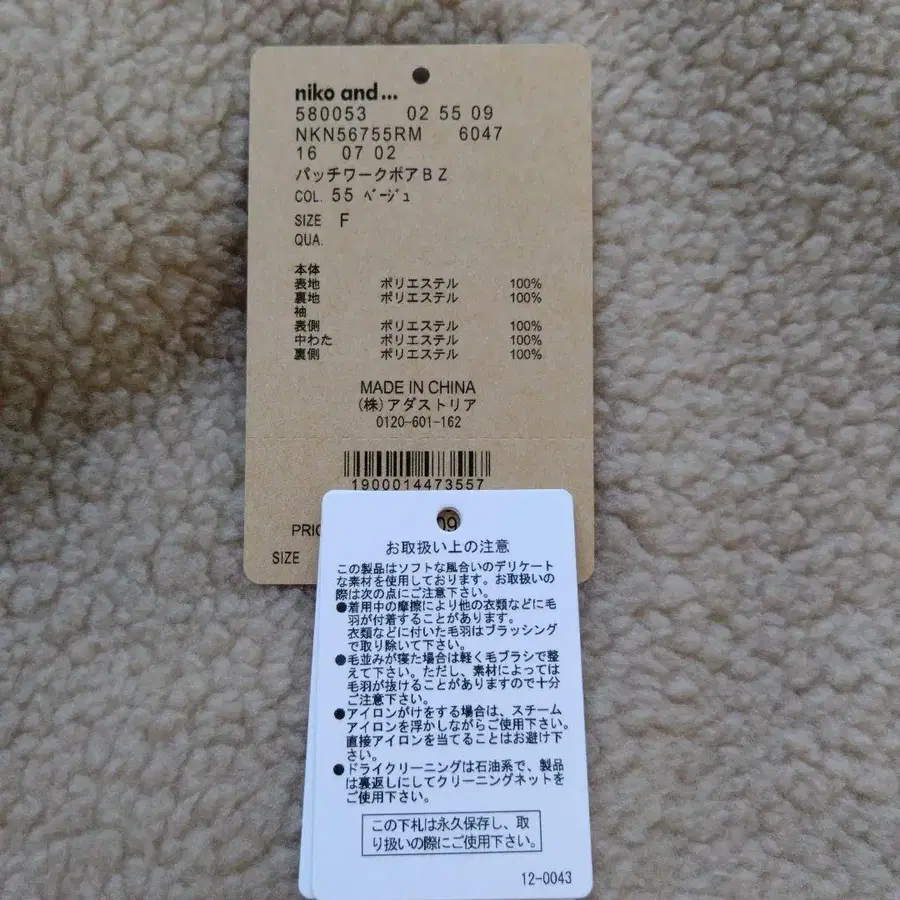 niko and...
580053 02 55 09
NKN56755RM 6047
16 07 02
パッチワークボアＢＺ
COL. 55 ﾍﾞｰｼﾞｭ
SIZE F
QUA.
本体
表地 ポリエステル 100%
裏地 ポリエステル 100%
袖
表側 ポリエステル 100%
中わた ポリエステル 100%
裏側 ポリエステル 100%
MADE IN CHINA
(株)アダストリア
0120-601-162
1900014473557
SIZE
お取扱い上の注意
この製品はソフトな風合いのデリケート
な素材を使用しております。お取扱いの
際は次の点にご注意下さい。
●着用中の摩擦により他の衣類などに毛
羽が付着することがあります。
衣類などに付いた毛羽はブラッシング
で取り除いて下さい。
●毛並みが寝た場合は軽く毛ブラシで整
えて下さい。ただし、素材によっては
毛羽が抜けることがありますので十分
ご注意下さい。
●アイロンがけをする場合は、スチーム
アイロンを浮かしながらご使用下さい。
直接アイロンを当てることはお避け下
さい。
●ドライクリーニングは石油系で、製品
は裏返しにしてクリーニングネットを
ご使用下さい。
この下札は永久保存し、取
り扱いの際にご使用下さい。
12-0043